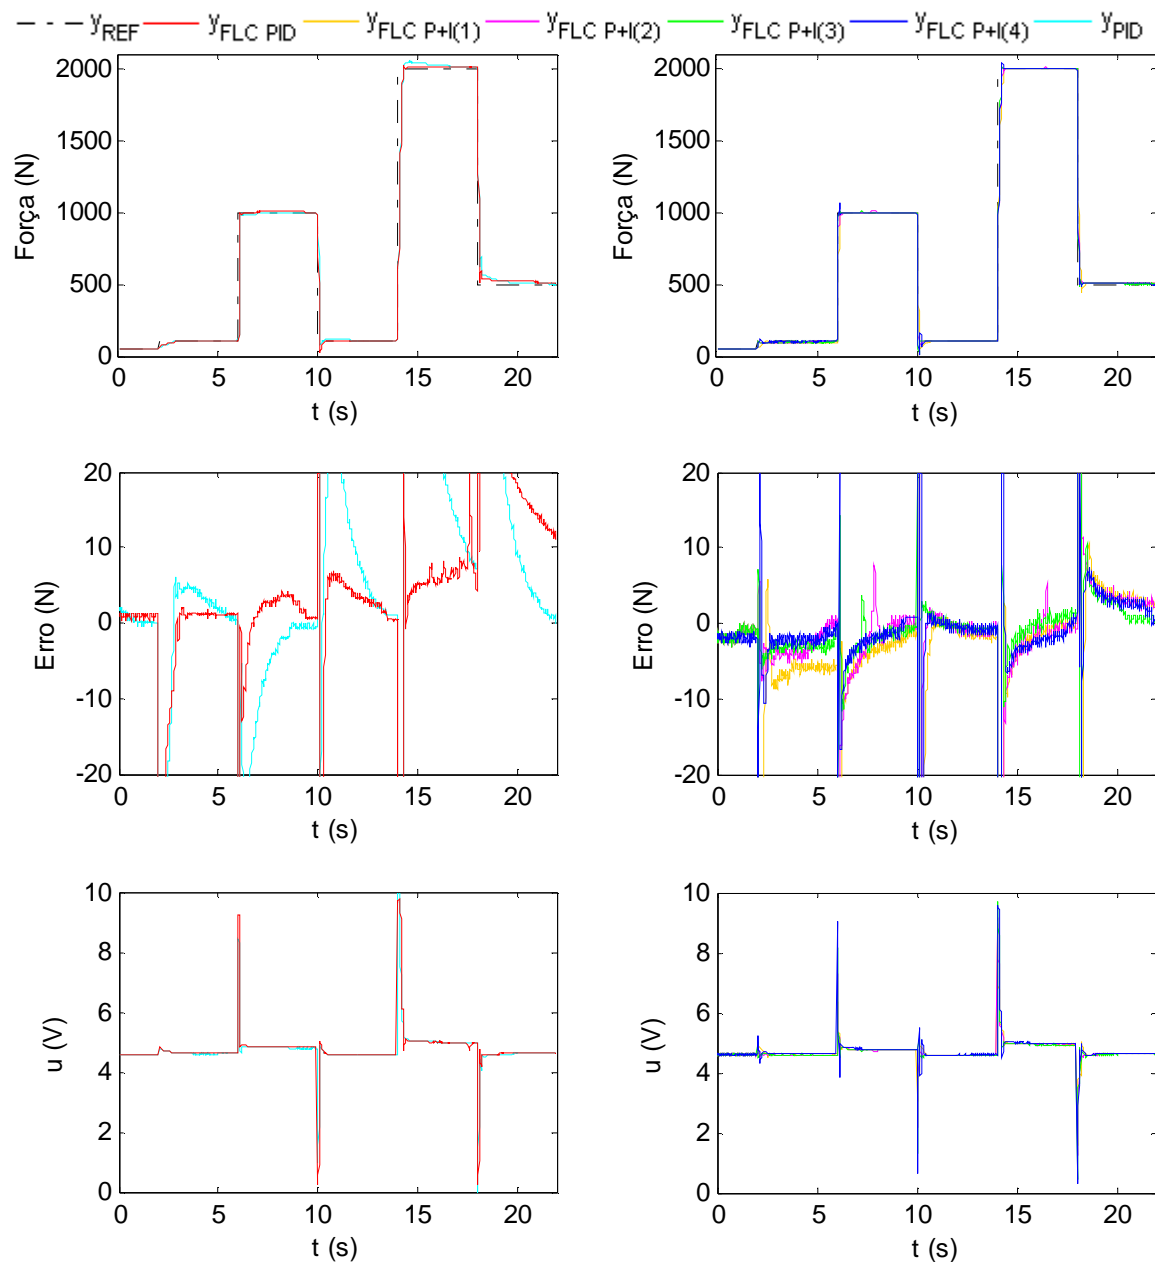 y_REF y_FLC PID y_FLC P+I(1) y_FLC P+I(2) y_FLC P+I(3) y_FLC P+I(4) y_PID
2000
1500
1000
500
0
Força (N)
0 5 10 15 20
t (s)
2000
1500
1000
500
0
Força (N)
0 5 10 15 20
t (s)
20
10
0
-10
-20
Erro (N)
0 5 10 15 20
t (s)
20
10
0
-10
-20
Erro (N)
0 5 10 15 20
t (s)
10
8
6
4
2
0
u (V)
0 5 10 15 20
t (s)
10
8
6
4
2
0
u (V)
0 5 10 15 20
t (s)